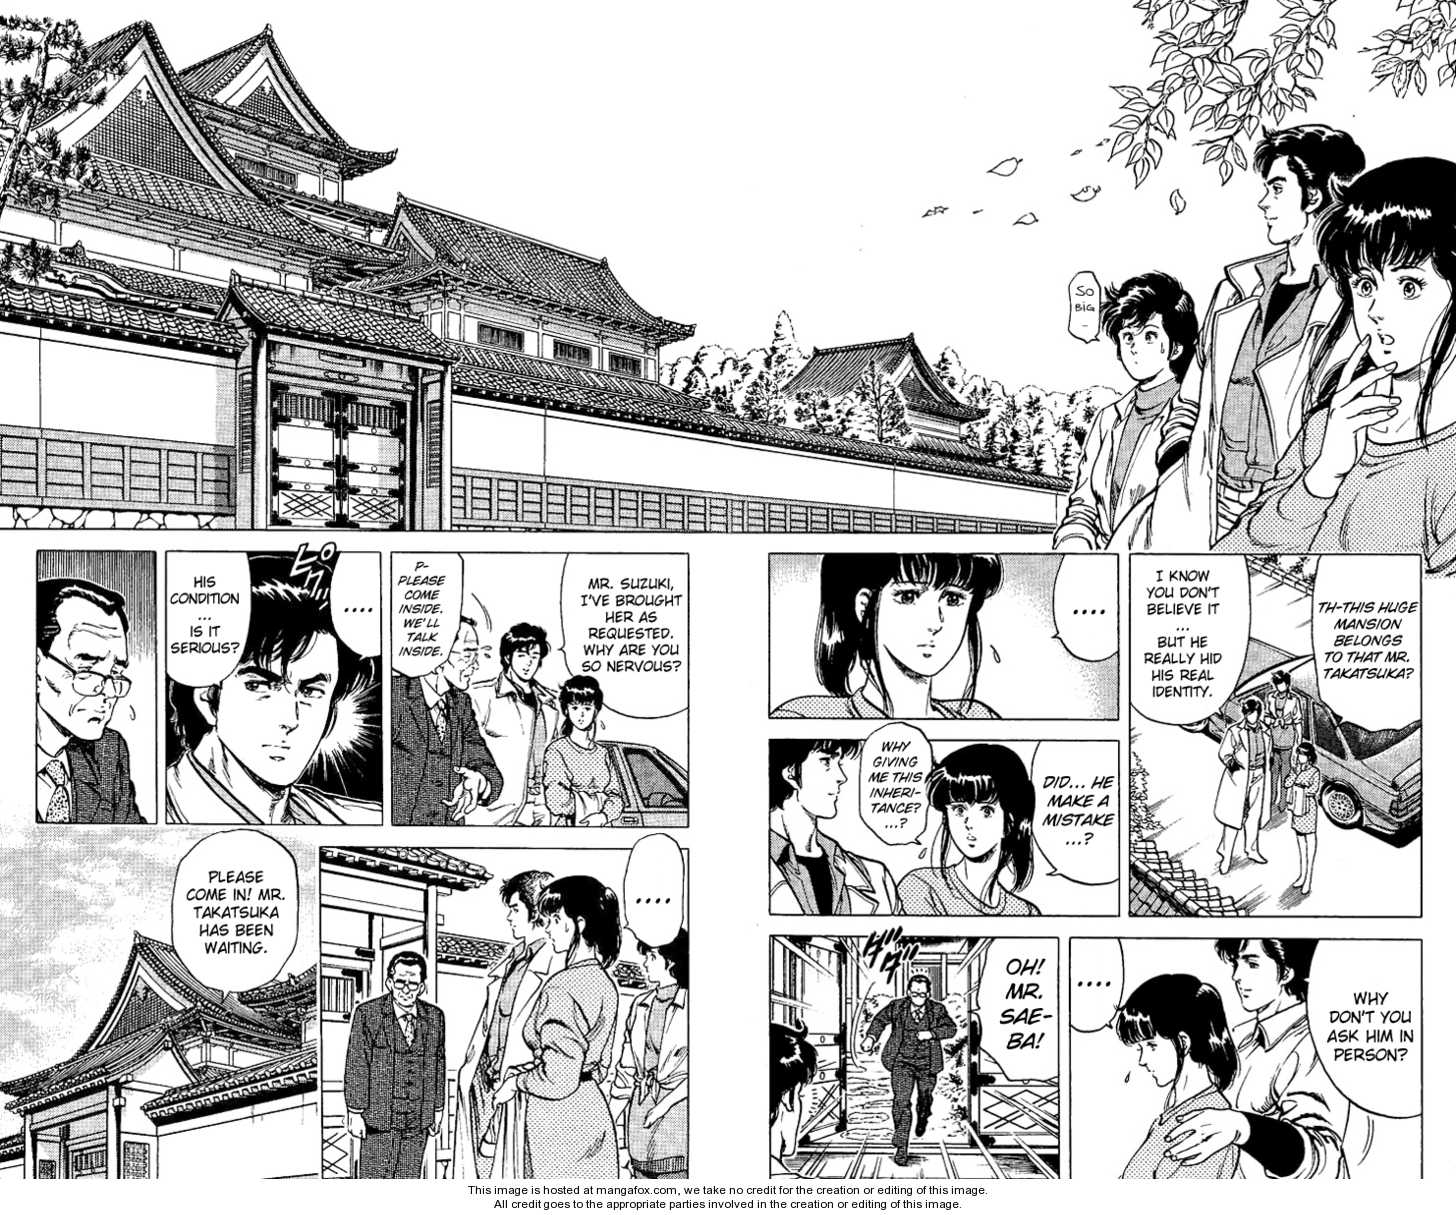 SO
BIG
...
TH-THIS HUGE
MANSION
BELONGS
TO THAT MR.
TAKATSUKA?
I KNOW
YOU DON'T
BELIEVE IT
...
BUT HE
REALLY HID
HIS REAL
IDENTITY.
....
DID... HE
MAKE A
MISTAKE
...?
WHY
GIVING
ME THIS
INHERI-
TANCE?
...?
WHY
DON'T YOU
ASK HIM IN
PERSON?
....
OH!
MR.
SAE-
BA!
ダダダ
MR. SUZUKI,
I'VE BROUGHT
HER AS
REQUESTED.
WHY ARE YOU
SO NERVOUS?
P-
PLEASE
COME
INSIDE.
WE'LL
TALK
INSIDE.
....
ピク!!
HIS
CONDITION
...
IS IT
SERIOUS?
....
PLEASE
COME IN! MR.
TAKATSUKA
HAS BEEN
WAITING.
This image is hosted at mangafox.com, we take no credit for the creation or editing of this image.
All credit goes to the appropriate parties involved in the creation or editing of this image.